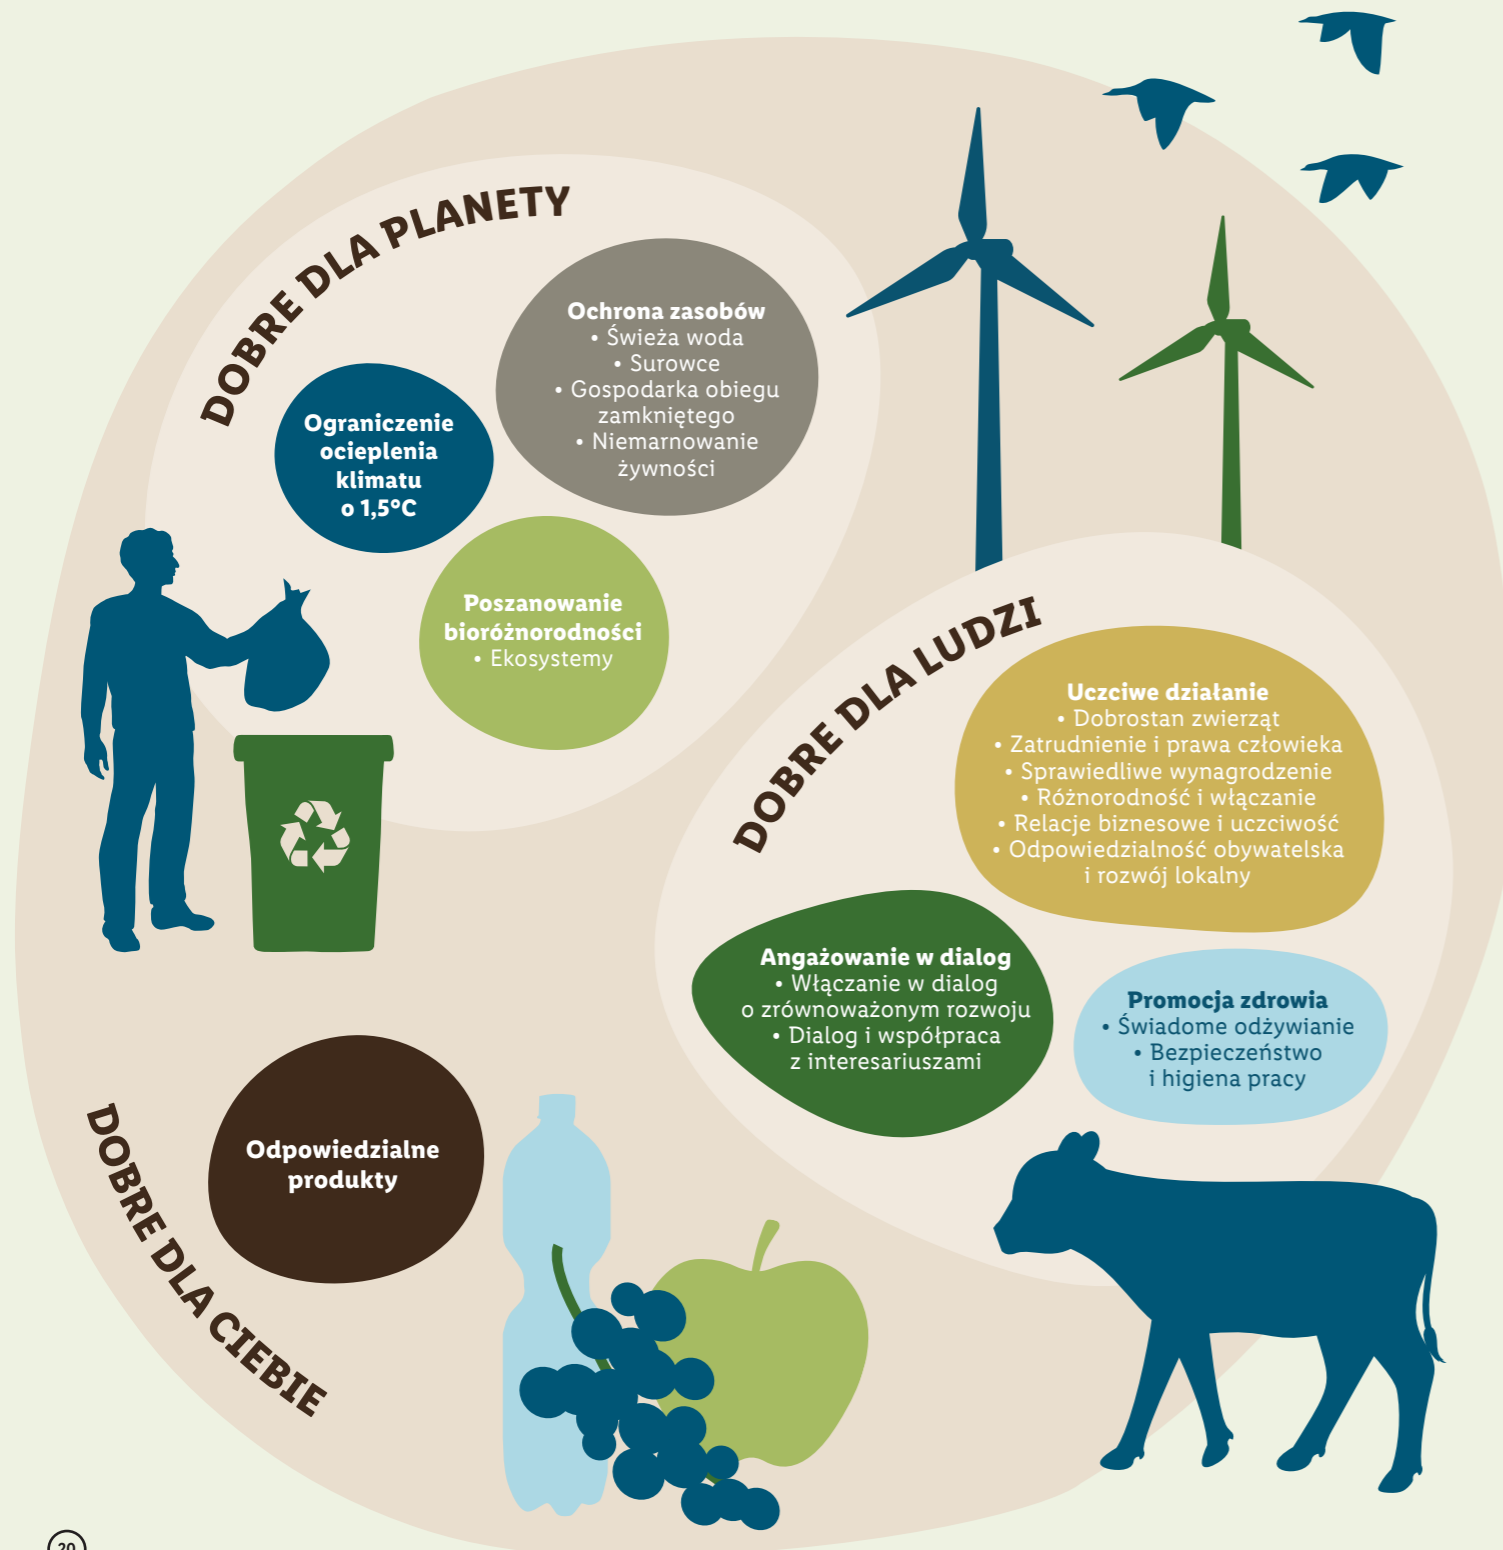 DOBRE DLA PLANETY
Ochrona zasobów
• Świeża woda
• Surowce
• Gospodarka obiegu
zamkniętego
• Niemarnowanie
żywności
Ograniczenie
ocieplenia
klimatu
o 1,5°C
Poszanowanie
bioróżnorodności
• Ekosystemy
DOBRE DLA LUDZI
Uczciwe działanie
• Dobrostan zwierząt
• Zatrudnienie i prawa człowieka
• Sprawiedliwe wynagrodzenie
• Różnorodność i włączanie
• Relacje biznesowe i uczciwość
• Odpowiedzialność obywatelska
i rozwój lokalny
Angażowanie w dialog
• Włączanie w dialog
o zrównoważonym rozwoju
• Dialog i współpraca
z interesariuszami
Promocja zdrowia
• Świadome odżywianie
• Bezpieczeństwo
i higiena pracy
DOBRE DLA CIEBIE
Odpowiedzialne
produkty
20